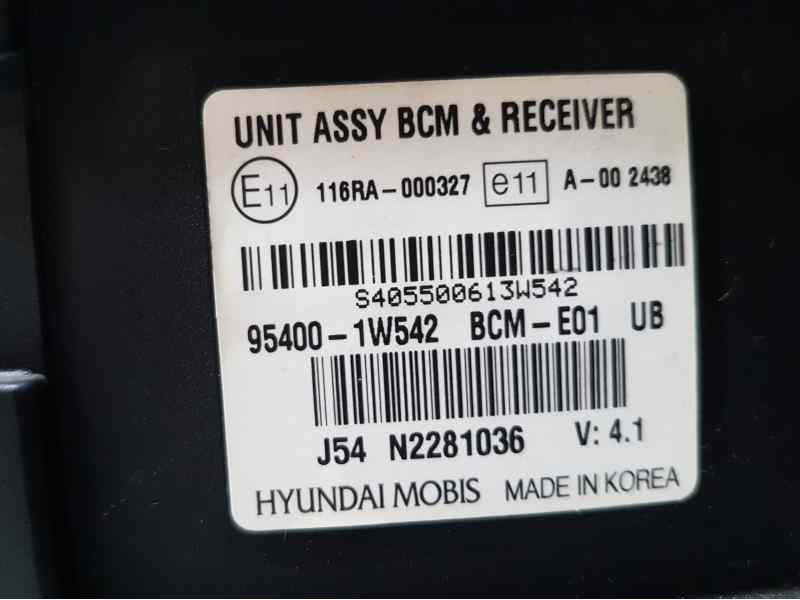 UNIT ASSY BCM & RECEIVER
E11 116RA-000327 e11 A-00 2438
S405500613W542
95400-1W542 BCM-E01 UB
J54 N2281036 V: 4.1
HYUNDAI MOBIS MADE IN KOREA